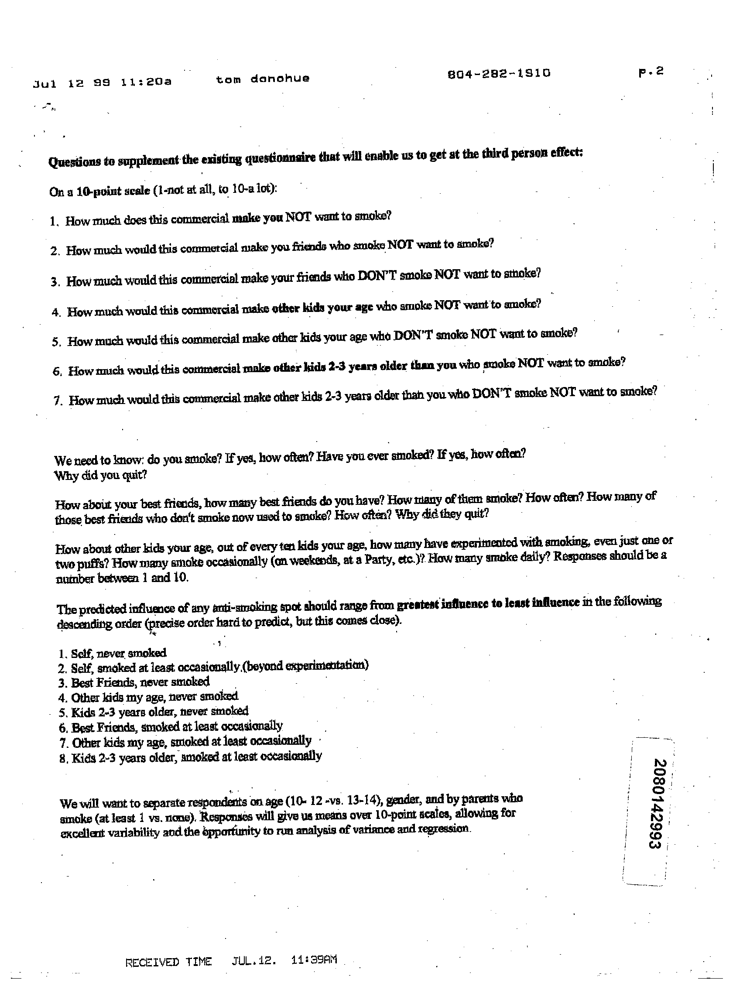 Jul 12 99 11:20a tom donohue 804-282-1910 p.2
Questions to supplement the existing questionnaire that will enable us to get at the third person effect:
On a 10-point scale (1-not at all, to 10-a lot):
1. How much does this commercial make you NOT want to smoke?
2. How much would this commercial make you friends who smoke NOT want to smoke?
3. How much would this commercial make your friends who DON'T smoke NOT want to smoke?
4. How much would this commercial make other kids your age who smoke NOT want to smoke?
5. How much would this commercial make other kids your age who DON'T smoke NOT want to smoke?
6. How much would this commercial make other kids 2-3 years older than you who smoke NOT want to smoke?
7. How much would this commercial make other kids 2-3 years older than you who DON'T smoke NOT want to smoke?
We need to know: do you smoke? If yes, how often? Have you ever smoked? If yes, how often?
Why did you quit?
How about your best friends, how many best friends do you have? How many of them smoke? How often? How many of
those best friends who don't smoke now used to smoke? How often? Why did they quit?
How about other kids your age, out of every ten kids your age, how many have experimented with smoking, even just one or
two puffs? How many smoke occasionally (on weekends, at a Party, etc.)? How many smoke daily? Responses should be a
number between 1 and 10.
The predicted influence of any anti-smoking spot should range from greatest influence to least influence in the following
descending order (precise order hard to predict, but this comes close).
1. Self, never smoked
2. Self, smoked at least occasionally.(beyond experimentation)
3. Best Friends, never smoked
4. Other kids my age, never smoked
5. Kids 2-3 years older, never smoked
6. Best Friends, smoked at least occasionally
7. Other kids my age, smoked at least occasionally
8. Kids 2-3 years older, smoked at least occasionally
We will want to separate respondents on age (10- 12 -vs. 13-14), gender, and by parents who
smoke (at least 1 vs. none). Responses will give us means over 10-point scales, allowing for
excellent variability and the opportunity to run analysis of variance and regression.
2080142993
RECEIVED TIME JUL.12. 11:39AM